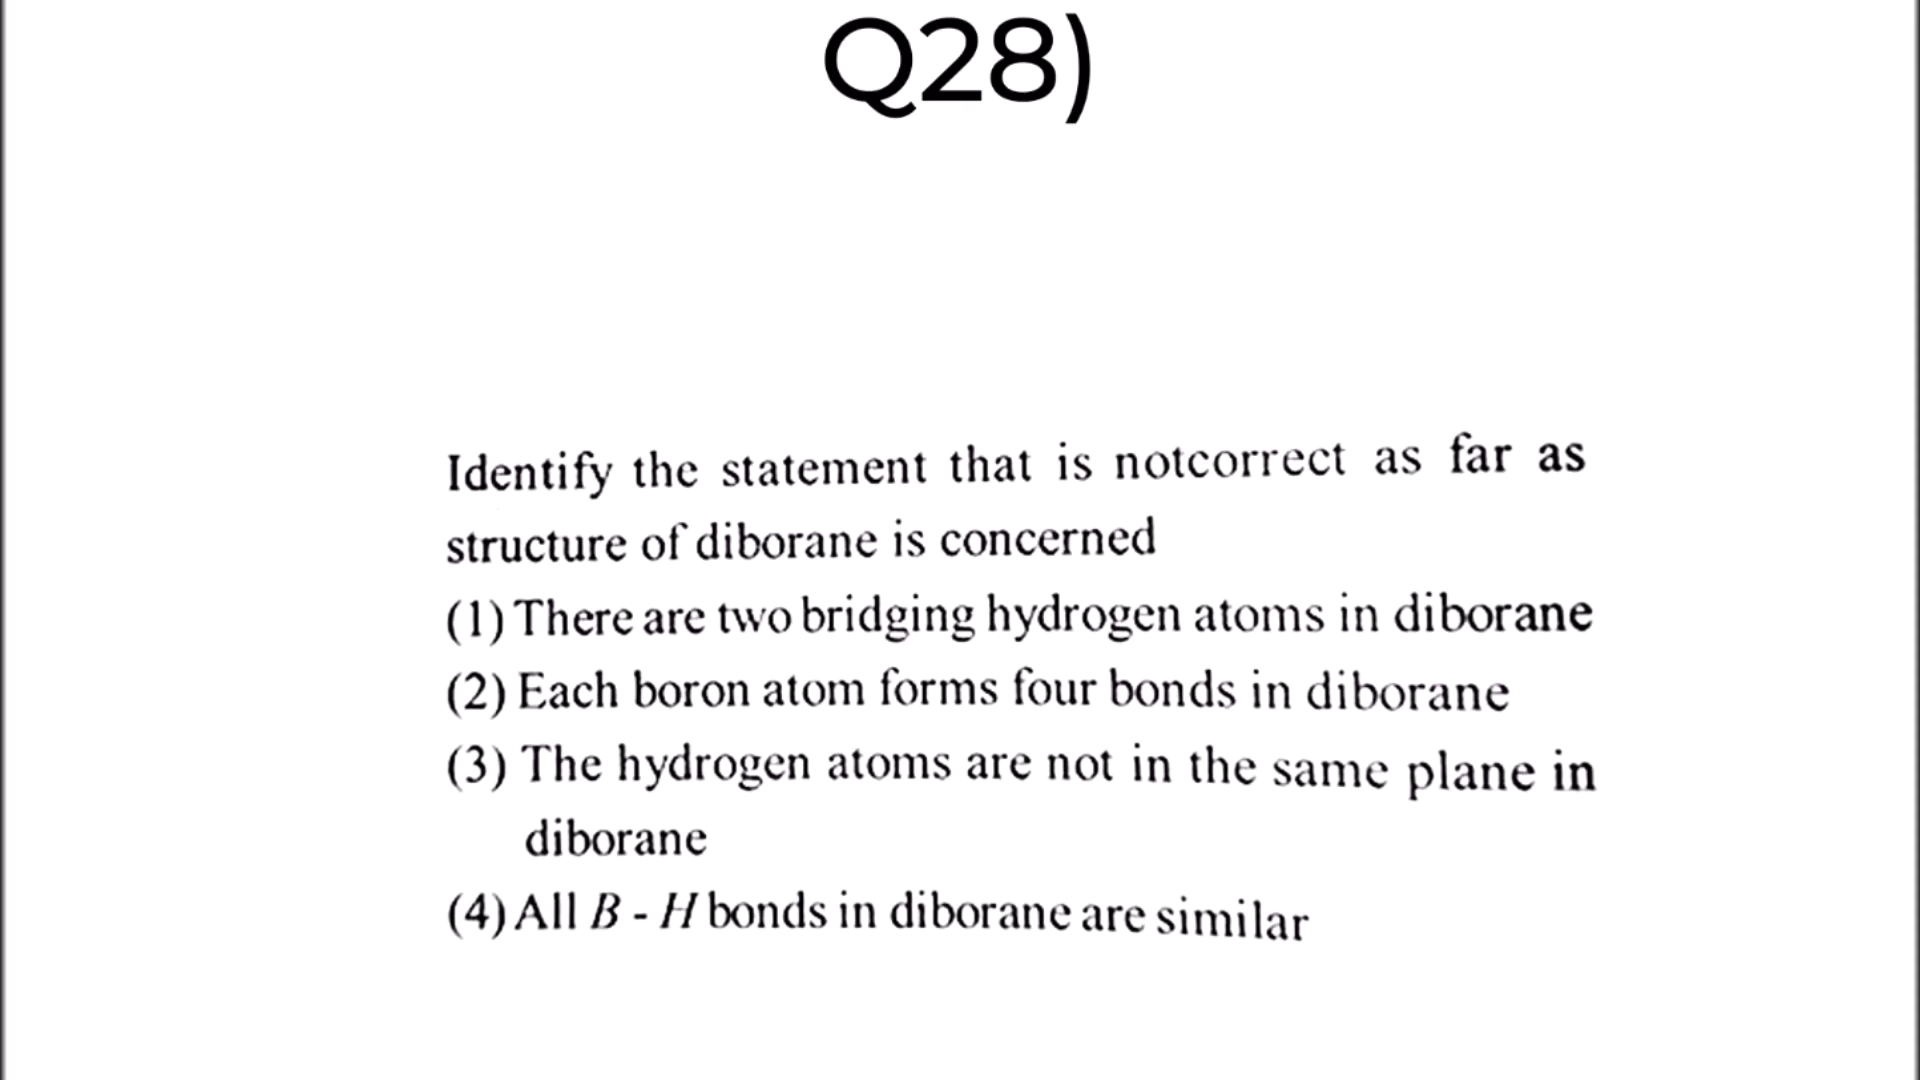 Q28)
Identify the statement that is notcorrect as far as
structure of diborane is concerned
(1) There are two bridging hydrogen atoms in diborane
(2) Each boron atom forms four bonds in diborane
(3) The hydrogen atoms are not in the same plane in
diborane
(4) All B - H bonds in diborane are similar